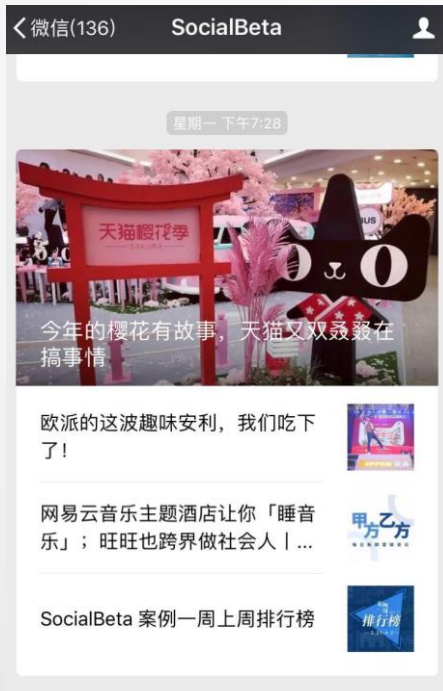 微信(136)
SocialBeta
星期一 下午7:28
天猫樱花季
SAKURA
今年的樱花有故事，天猫又双叒叕在
搞事情
欧派的这波趣味安利，我们吃下
了！
网易云音乐主题酒店让你「睡音
乐」；旺旺也跨界做社会人丨...
甲方乙方
SocialBeta 案例一周上周排行榜
排行榜